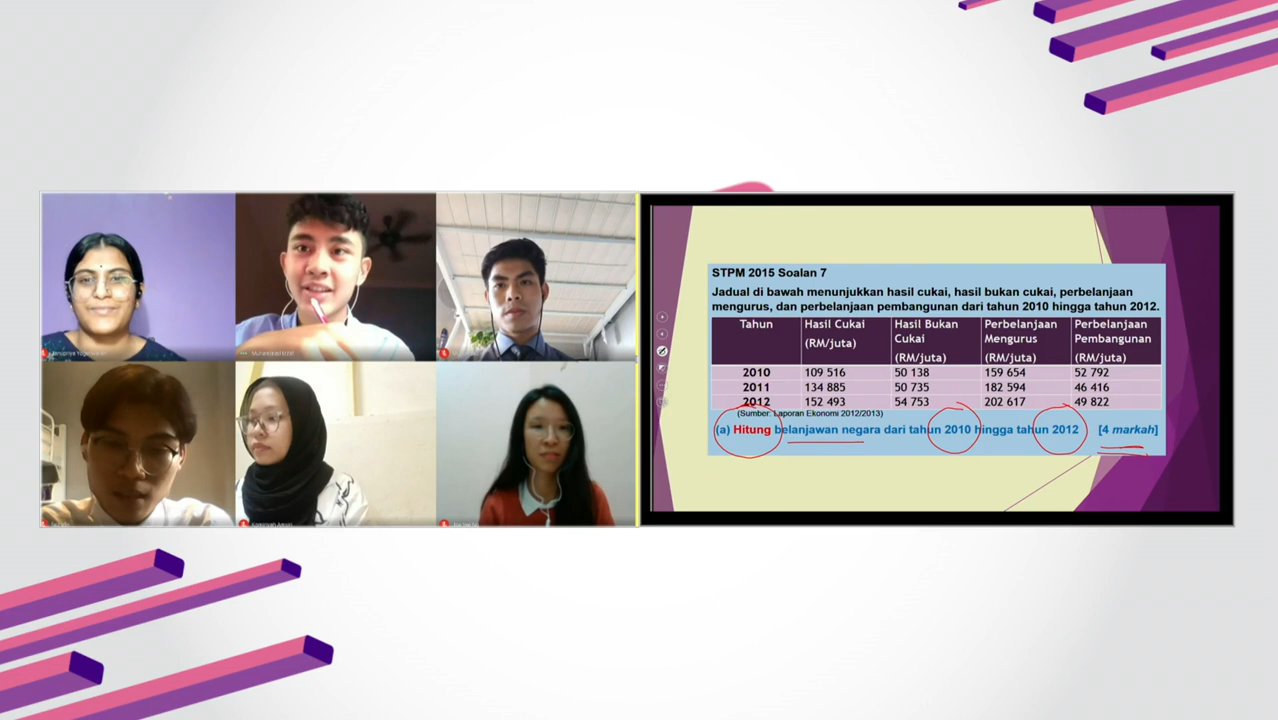 STPM 2015 Soalan 7
Jadual di bawah menunjukkan hasil cukai, hasil bukan cukai, perbelanjaan
mengurus, dan perbelanjaan pembangunan dari tahun 2010 hingga tahun 2012.
Tahun Hasil Cukai (RM/juta) Hasil Bukan Cukai (RM/juta) Perbelanjaan Mengurus (RM/juta) Perbelanjaan Pembangunan (RM/juta)
2010 109 516 50 138 159 654 52 792
2011 134 885 50 735 182 594 46 416
2012 152 493 54 753 202 617 49 822
(Sumber: Laporan Ekonomi 2012/2013)
(a) Hitung belanjawan negara dari tahun 2010 hingga tahun 2012 [4 markah]